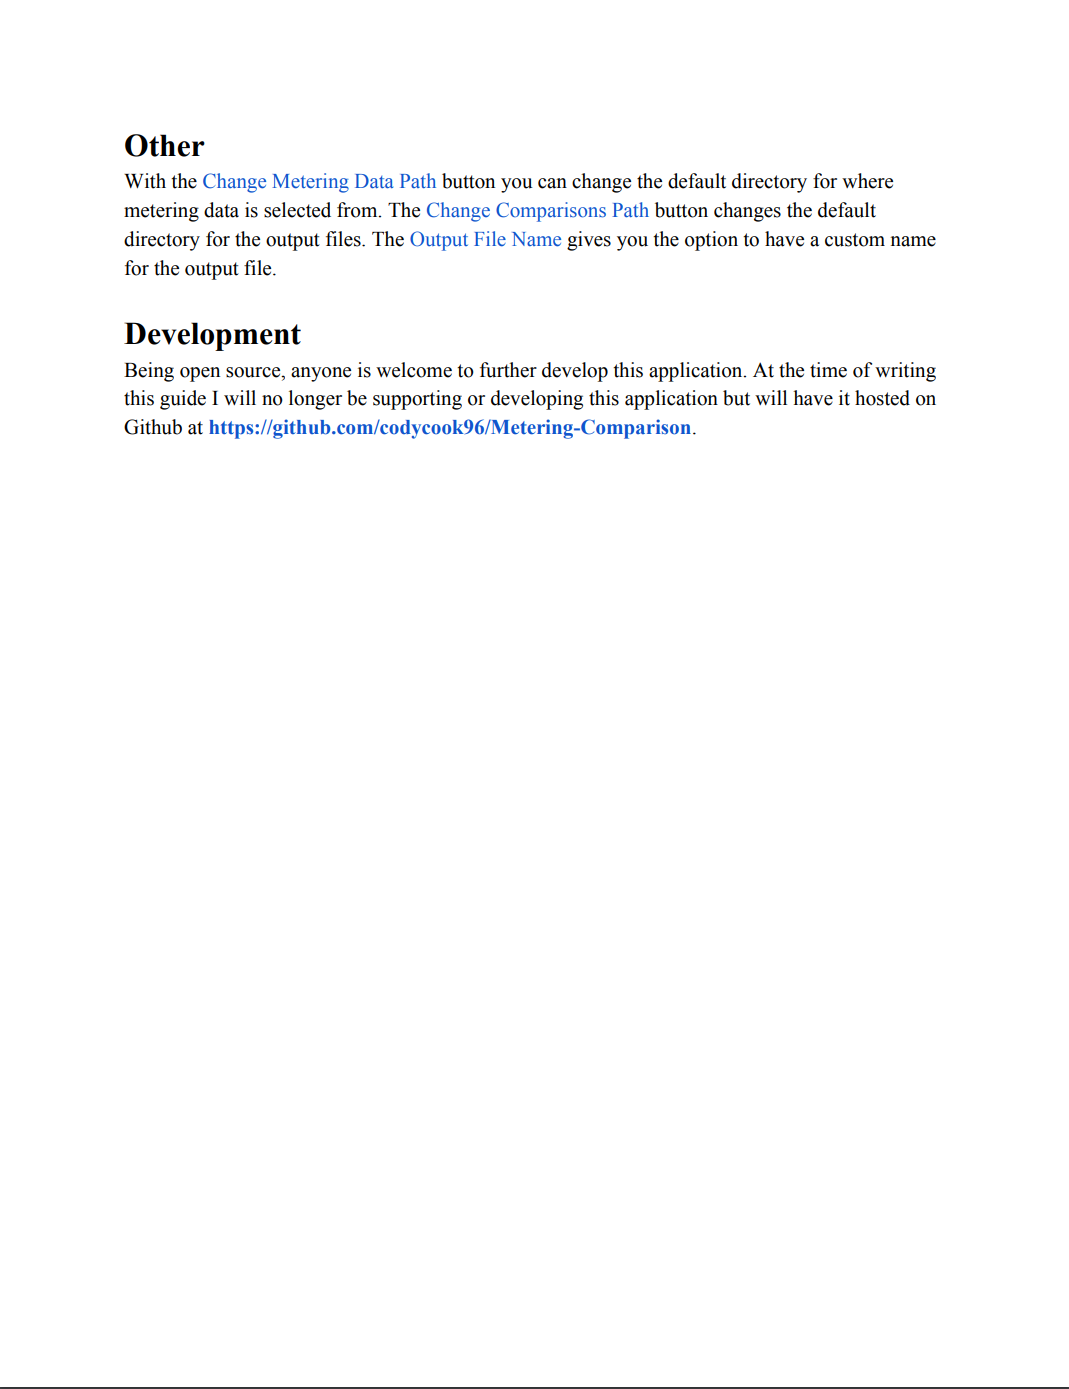 Other
With the Change Metering Data Path button you can change the default directory for where
metering data is selected from. The Change Comparisons Path button changes the default
directory for the output files. The Output File Name gives you the option to have a custom name
for the output file.
Development
Being open source, anyone is welcome to further develop this application. At the time of writing
this guide I will no longer be supporting or developing this application but will have it hosted on
Github at https://github.com/codycook96/Metering-Comparison.